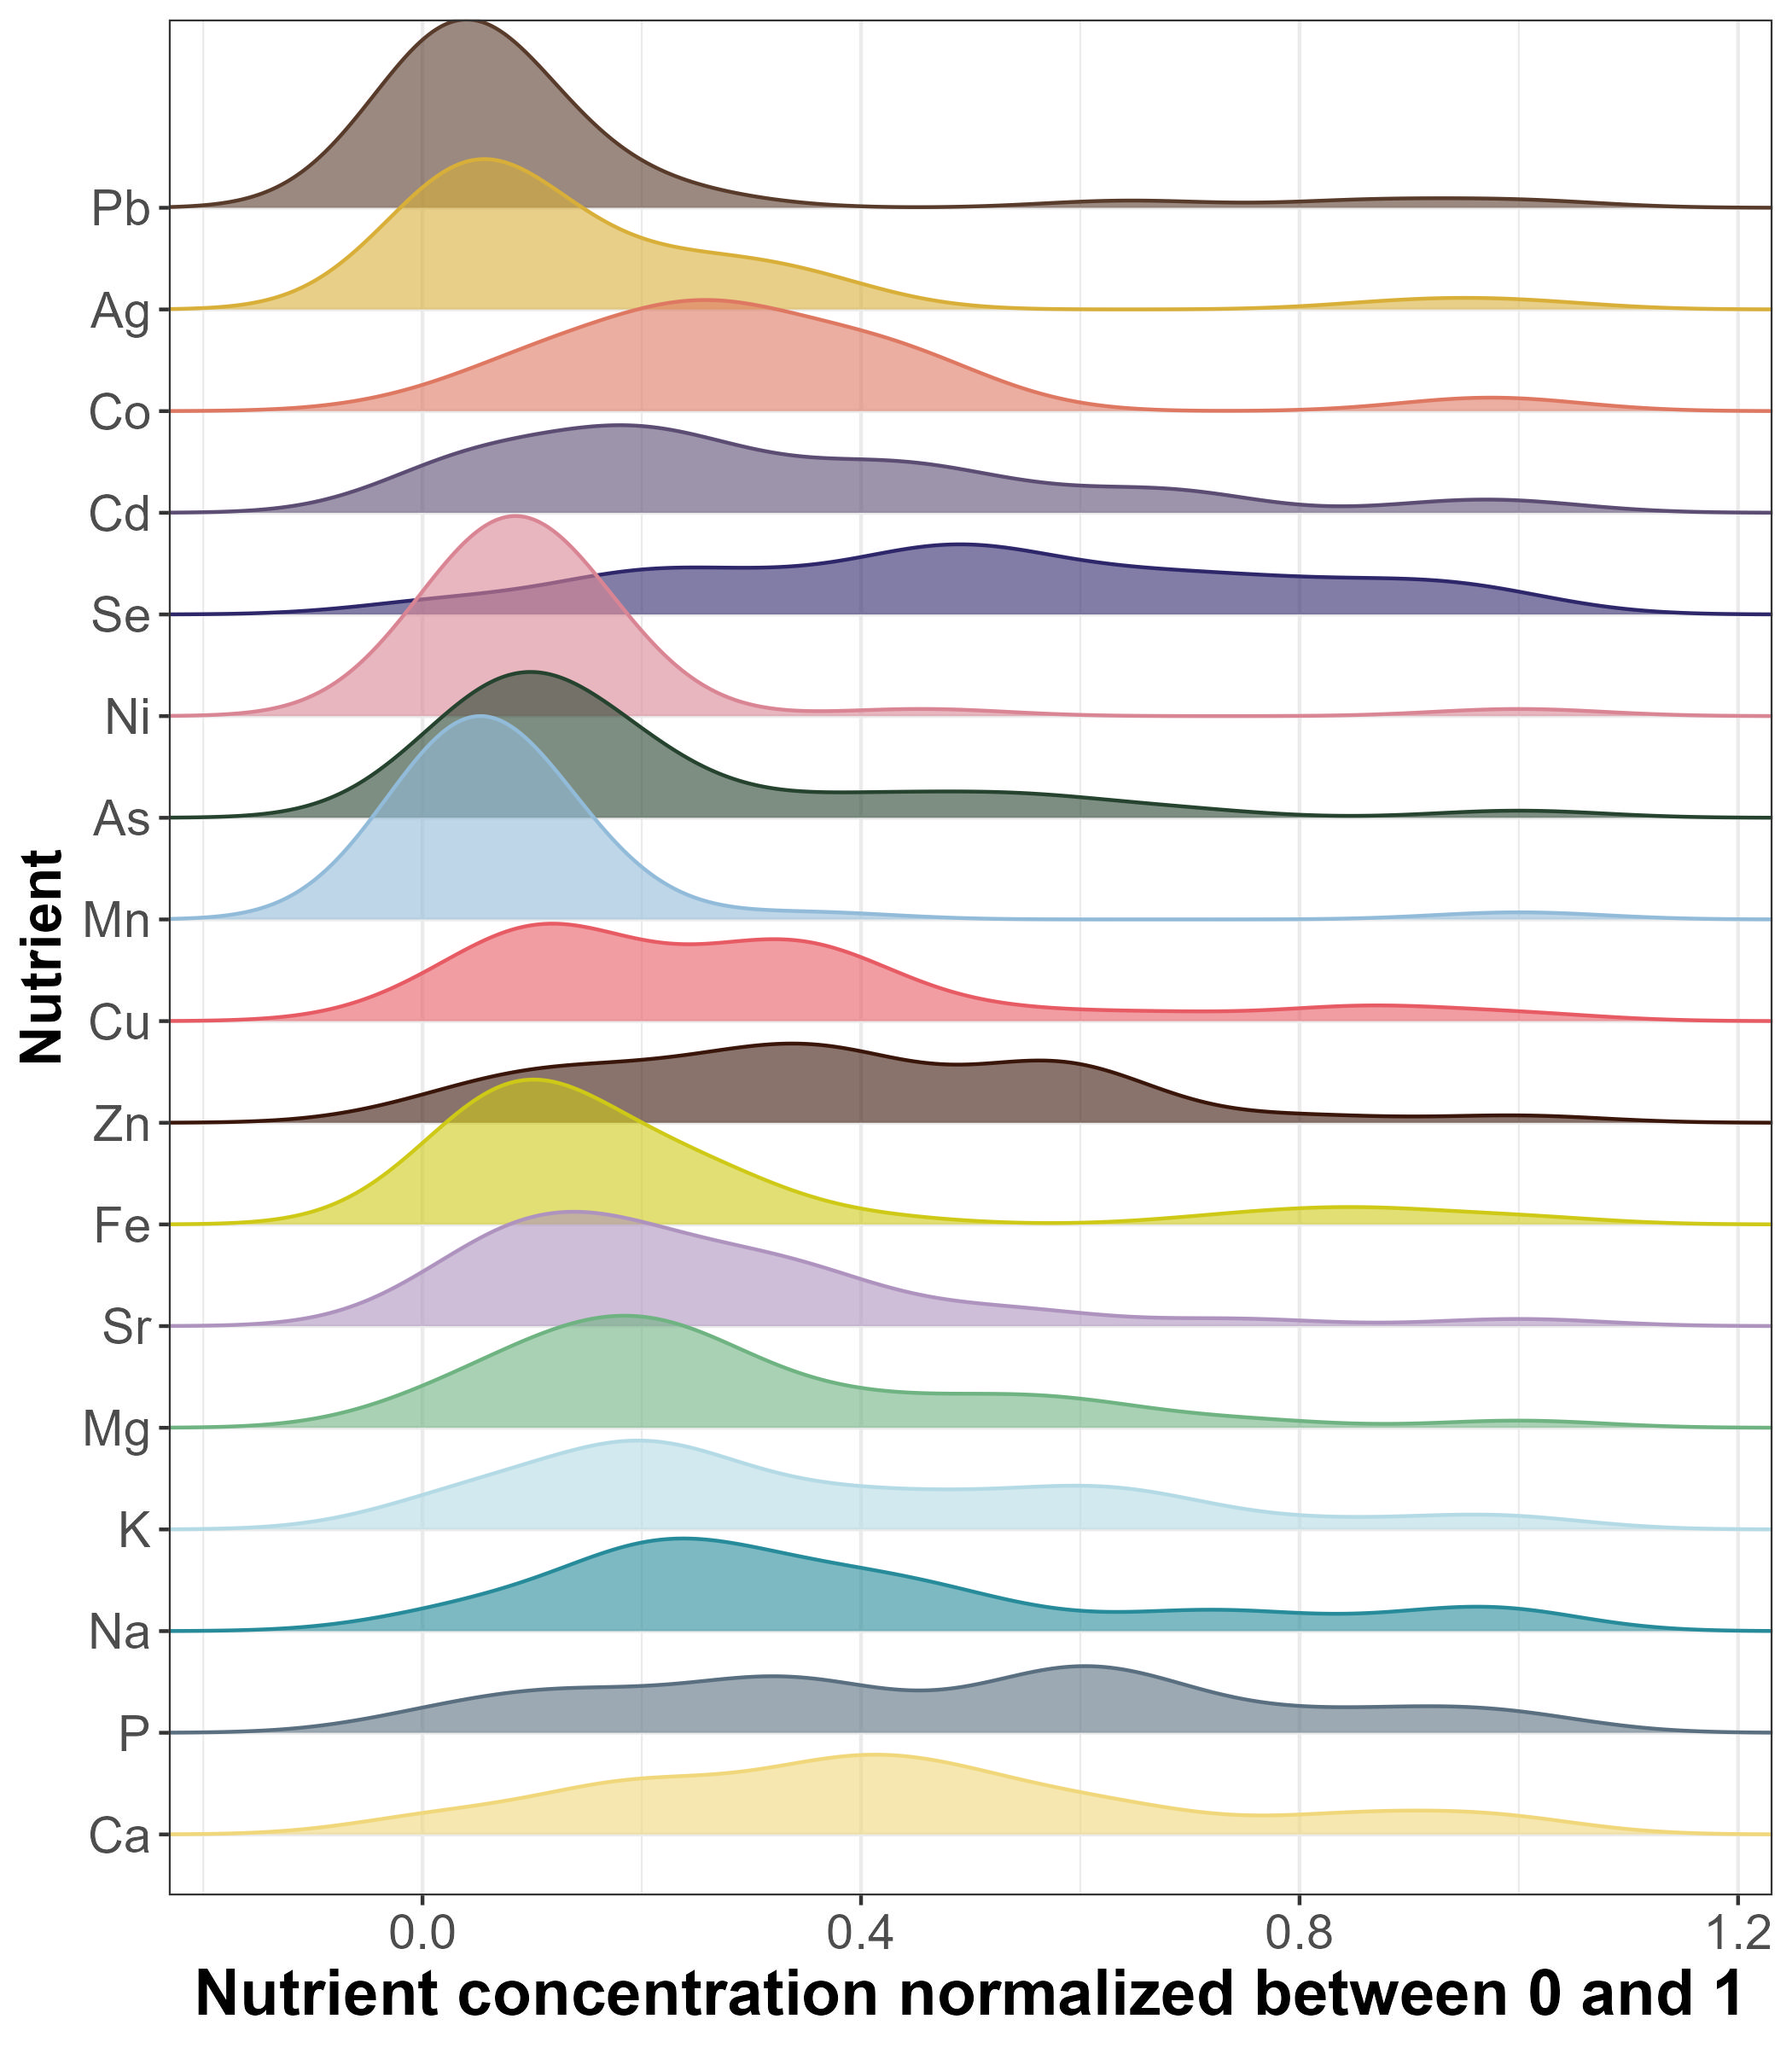 Nutrient
Pb
Ag
Co
Cd
Se
Ni
As
Mn
Cu
Zn
Fe
Sr
Mg
K
Na
P
Ca
0.0 0.4 0.8 1.2
Nutrient concentration normalized between 0 and 1